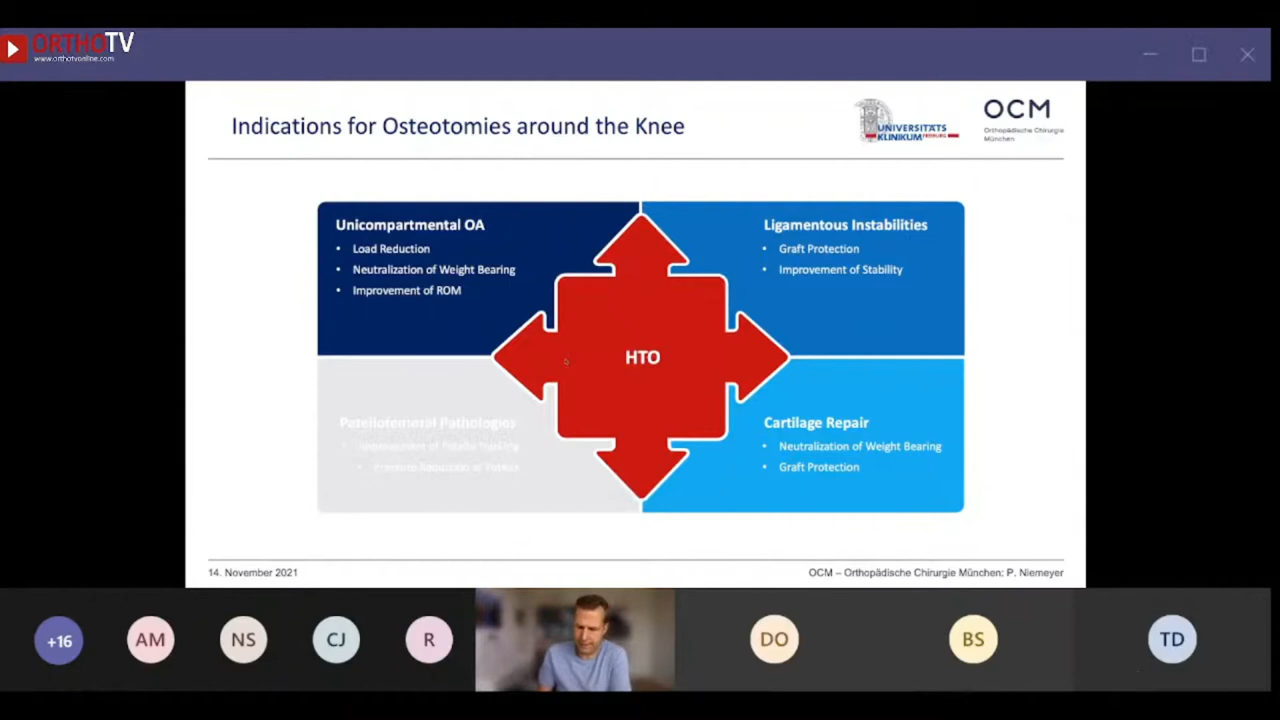 ORTHOTV
www.orthotvonline.com
Indications for Osteotomies around the Knee
UNIVERSITÄTS
KLINIKUM FREIBURG
OCM
Orthopädische Chirurgie
München
Unicompartmental OA
• Load Reduction
• Neutralization of Weight Bearing
• Improvement of ROM
Ligamentous Instabilities
• Graft Protection
• Improvement of Stability
HTO
Patellofemoral Pathologies
Cartilage Repair
• Neutralization of Weight Bearing
• Graft Protection
14. November 2021
OCM – Orthopädische Chirurgie München: P. Niemeyer
+16
AM
NS
CJ
R
DO
BS
TD